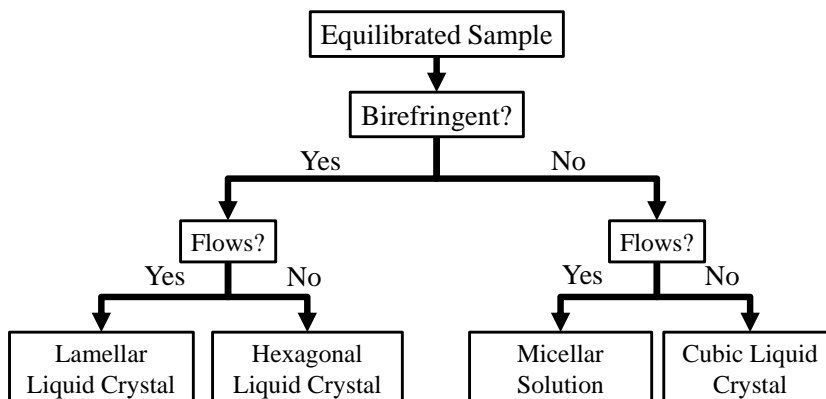 Equilibrated Sample
Birefringent?
Yes
No
Flows?
Flows?
Yes
No
Yes
No
Lamellar
Liquid Crystal
Hexagonal
Liquid Crystal
Micellar
Solution
Cubic Liquid
Crystal